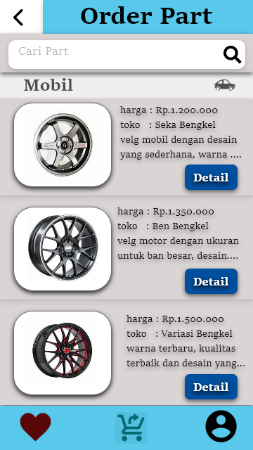 Order Part
Cari Part
Mobil
harga : Rp.1.200.000
toko : Seka Bengkel
velg mobil dengan desain
yang sederhana, warna ....
Detail
harga : Rp.1.350.000
toko : Ben Bengkel
velg motor dengan ukuran
untuk ban besar, desain....
Detail
harga : Rp.1.500.000
toko : Variasi Bengkel
warna terbaru, kualitas
terbaik dan desain yang...
Detail